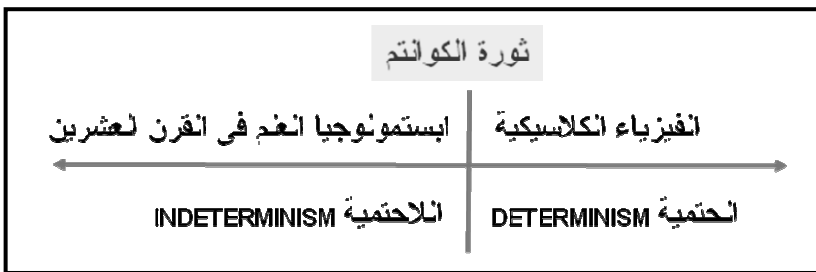 ثورة الكوانتم
الفيزياء الكلاسيكية
ابستمولوجيا العلم فى القرن العشرين
الحتمية DETERMINISM
اللاحتمية INDETERMINISM